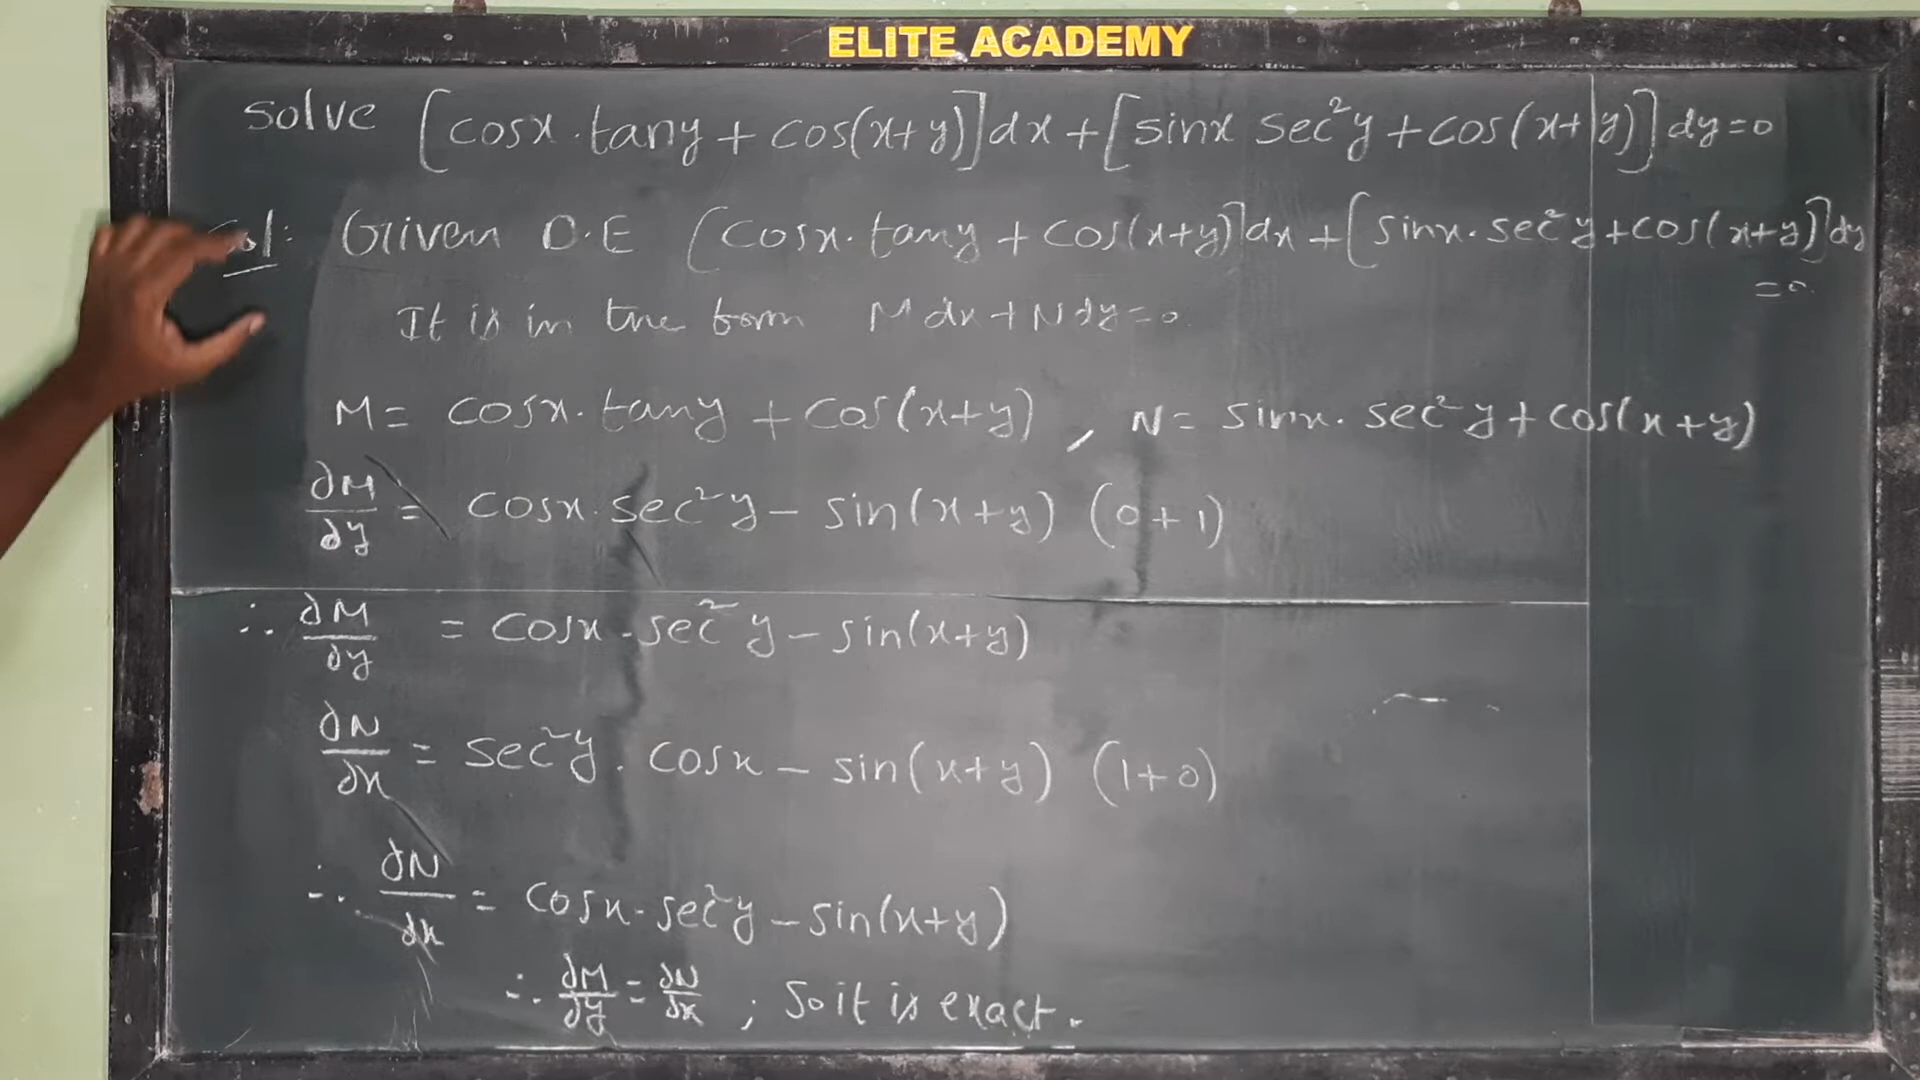 ELITE ACADEMY
Solve [cosx.tany + cos(x+y)]dx + [sinx sec²y + cos(x+y)]dy=0
Sol: Given D.E [cosx.tany + cos(x+y)]dx + [sinx.sec²y + cos(x+y)]dy
=0
It is in the form Mdx+Ndy=0
M= cosx.tany + cos(x+y), N= sinx.sec²y + cos(x+y)
∂M/∂y = cosx.sec²y - sin(x+y) (0+1)
∴ ∂M/∂y = cosx.sec²y - sin(x+y)
∂N/∂x = sec²y.cosx - sin(x+y) (1+0)
∴ ∂N/∂x = cosx.sec²y - sin(x+y)
∴ ∂M/∂y = ∂N/∂x ; So it is exact.